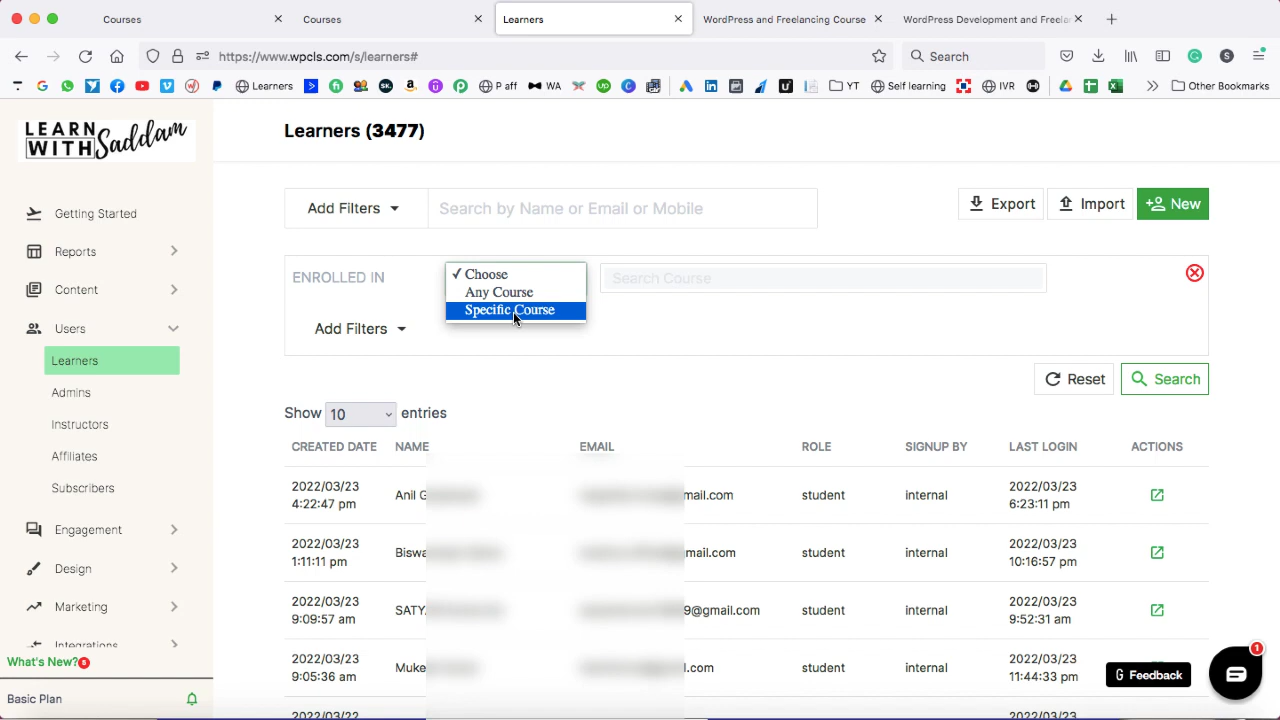 Courses
Courses
Learners
WordPress and Freelancing Course
WordPress Development and Freelan
https://www.wpcls.com/s/learners#
Search
Learners
P aff
WA
YT
Self learning
IVR
Other Bookmarks
LEARN WITH Saddam
Learners (3477)
Getting Started
Reports
Content
Users
Learners
Admins
Instructors
Affiliates
Subscribers
Engagement
Design
Marketing
Integrations
What's New? 8
Basic Plan
Add Filters
Search by Name or Email or Mobile
Export
Import
New
ENROLLED IN
✓ Choose
Any Course
Specific Course
Search Course
Add Filters
Reset
Search
Show 10 entries
CREATED DATE NAME EMAIL ROLE SIGNUP BY LAST LOGIN ACTIONS
2022/03/23 4:22:47 pm Anil mail.com student internal 2022/03/23 6:23:11 pm
2022/03/23 1:11:11 pm Biswa mail.com student internal 2022/03/23 10:16:57 pm
2022/03/23 9:09:57 am SATY 9@gmail.com student internal 2022/03/23 9:52:31 am
2022/03/23 9:05:36 am Muke l.com student internal 2022/03/23 11:44:33 pm
2022/03/22 2022/03/23
Feedback
1